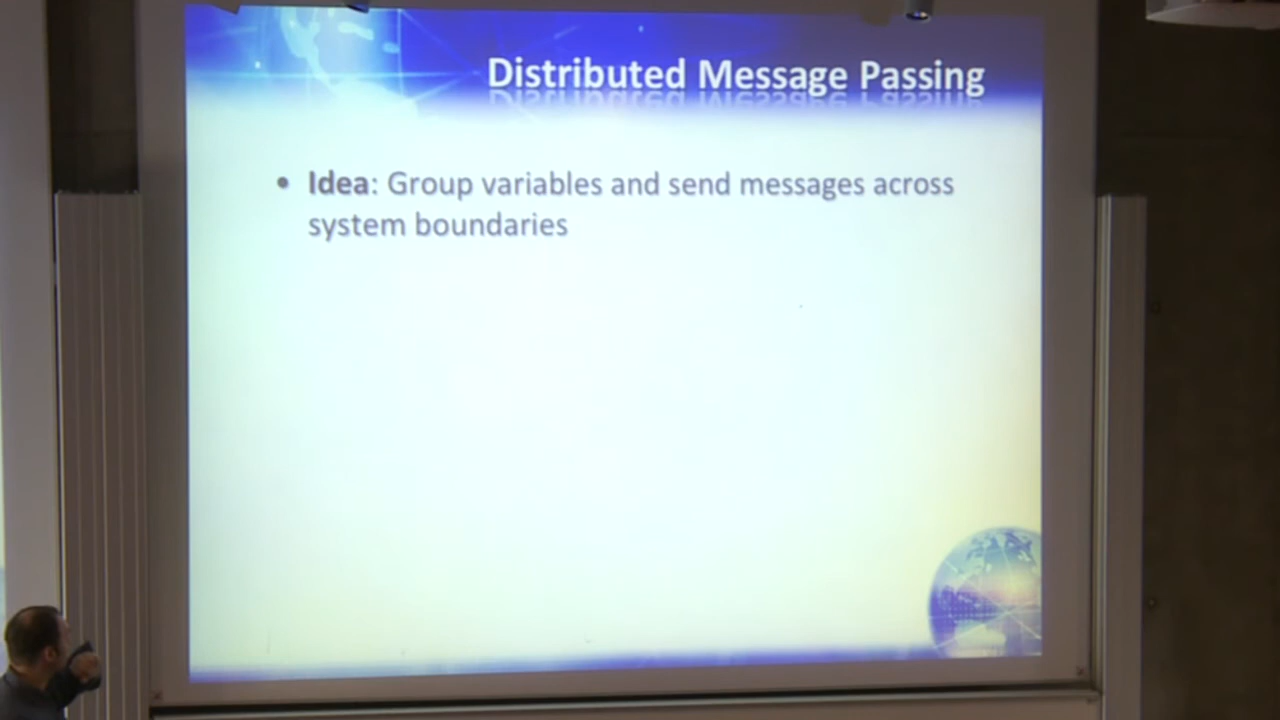 Distributed Message Passing
• Idea: Group variables and send messages across
system boundaries